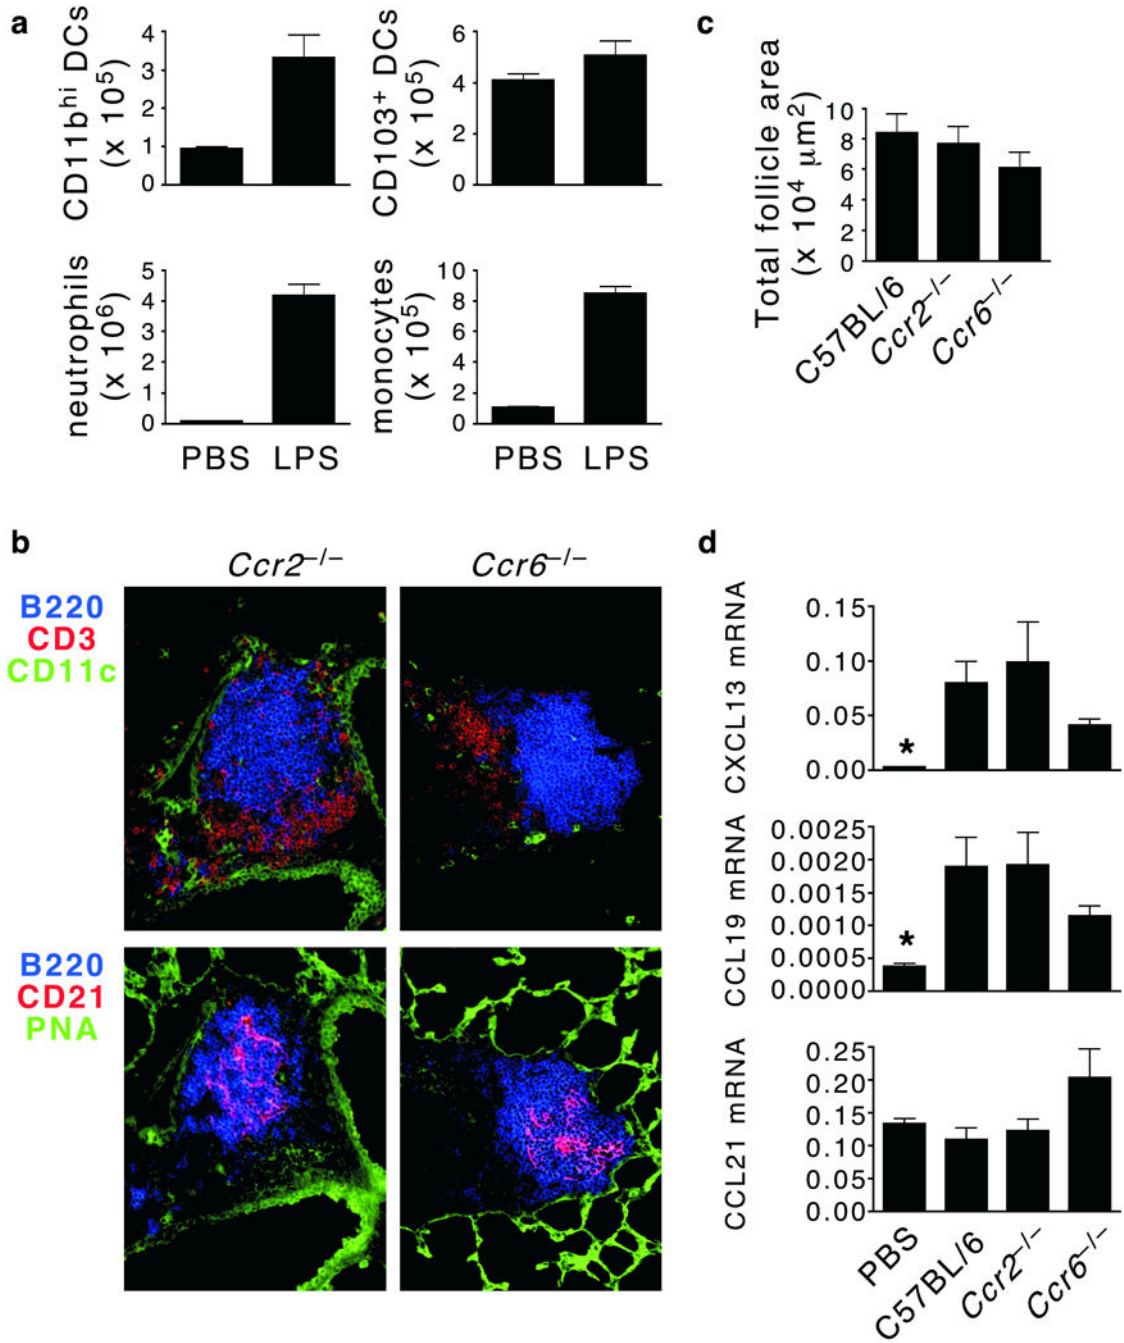 a
CD11b^hi DCs
(x 10^5)
4
3
2
1
0
CD103^+ DCs
(x 10^5)
6
4
2
0
neutrophils
(x 10^6)
5
4
3
2
1
0
PBS
LPS
monocytes
(x 10^5)
10
8
6
4
2
0
PBS
LPS
c
Total follicle area
(x 10^4 μm^2)
10
8
6
4
2
0
C57BL/6
Ccr2^–/–
Ccr6^–/–
b
Ccr2^–/–
Ccr6^–/–
B220
CD3
CD11c
B220
CD21
PNA
d
CXCL13 mRNA
0.15
0.10
0.05
0.00
*
CCL19 mRNA
0.0025
0.0020
0.0015
0.0010
0.0005
0.0000
*
CCL21 mRNA
0.25
0.20
0.15
0.10
0.05
0.00
PBS
C57BL/6
Ccr2^–/–
Ccr6^–/–